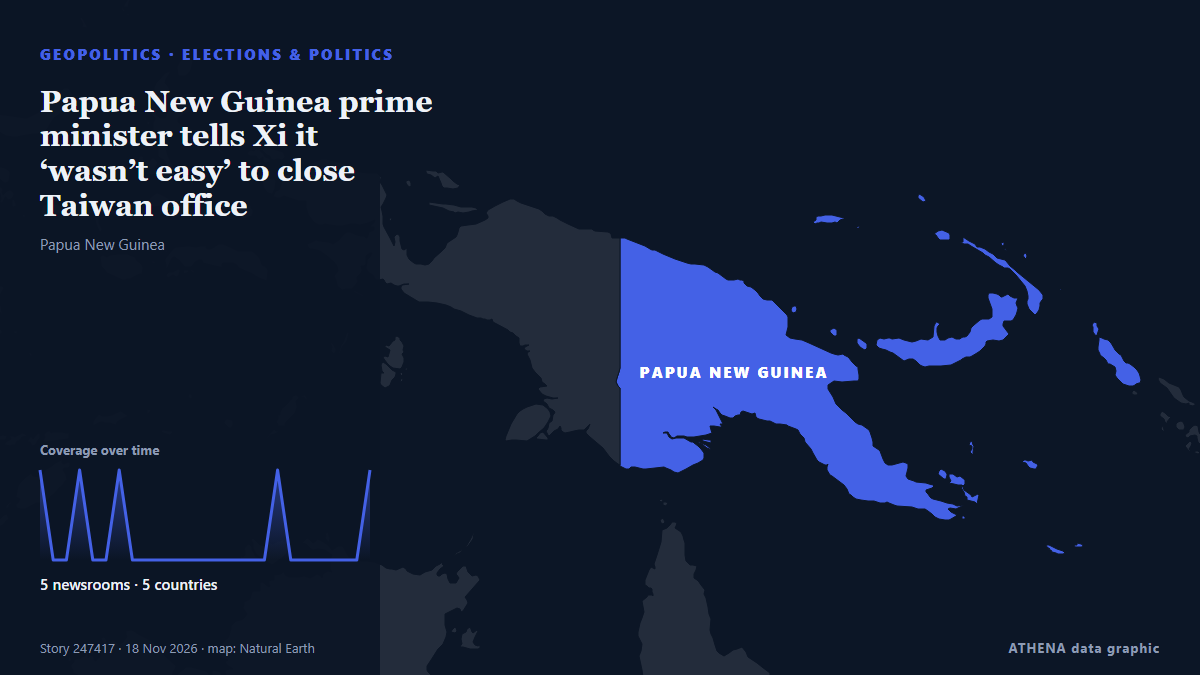 GEOPOLITICS · ELECTIONS & POLITICS
Papua New Guinea prime
minister tells Xi it
‘wasn’t easy’ to close
Taiwan office
Papua New Guinea
PAPUA NEW GUINEA
Coverage over time
5 newsrooms · 5 countries
Story 247417 · 18 Nov 2026 · map: Natural Earth
ATHENA data graphic